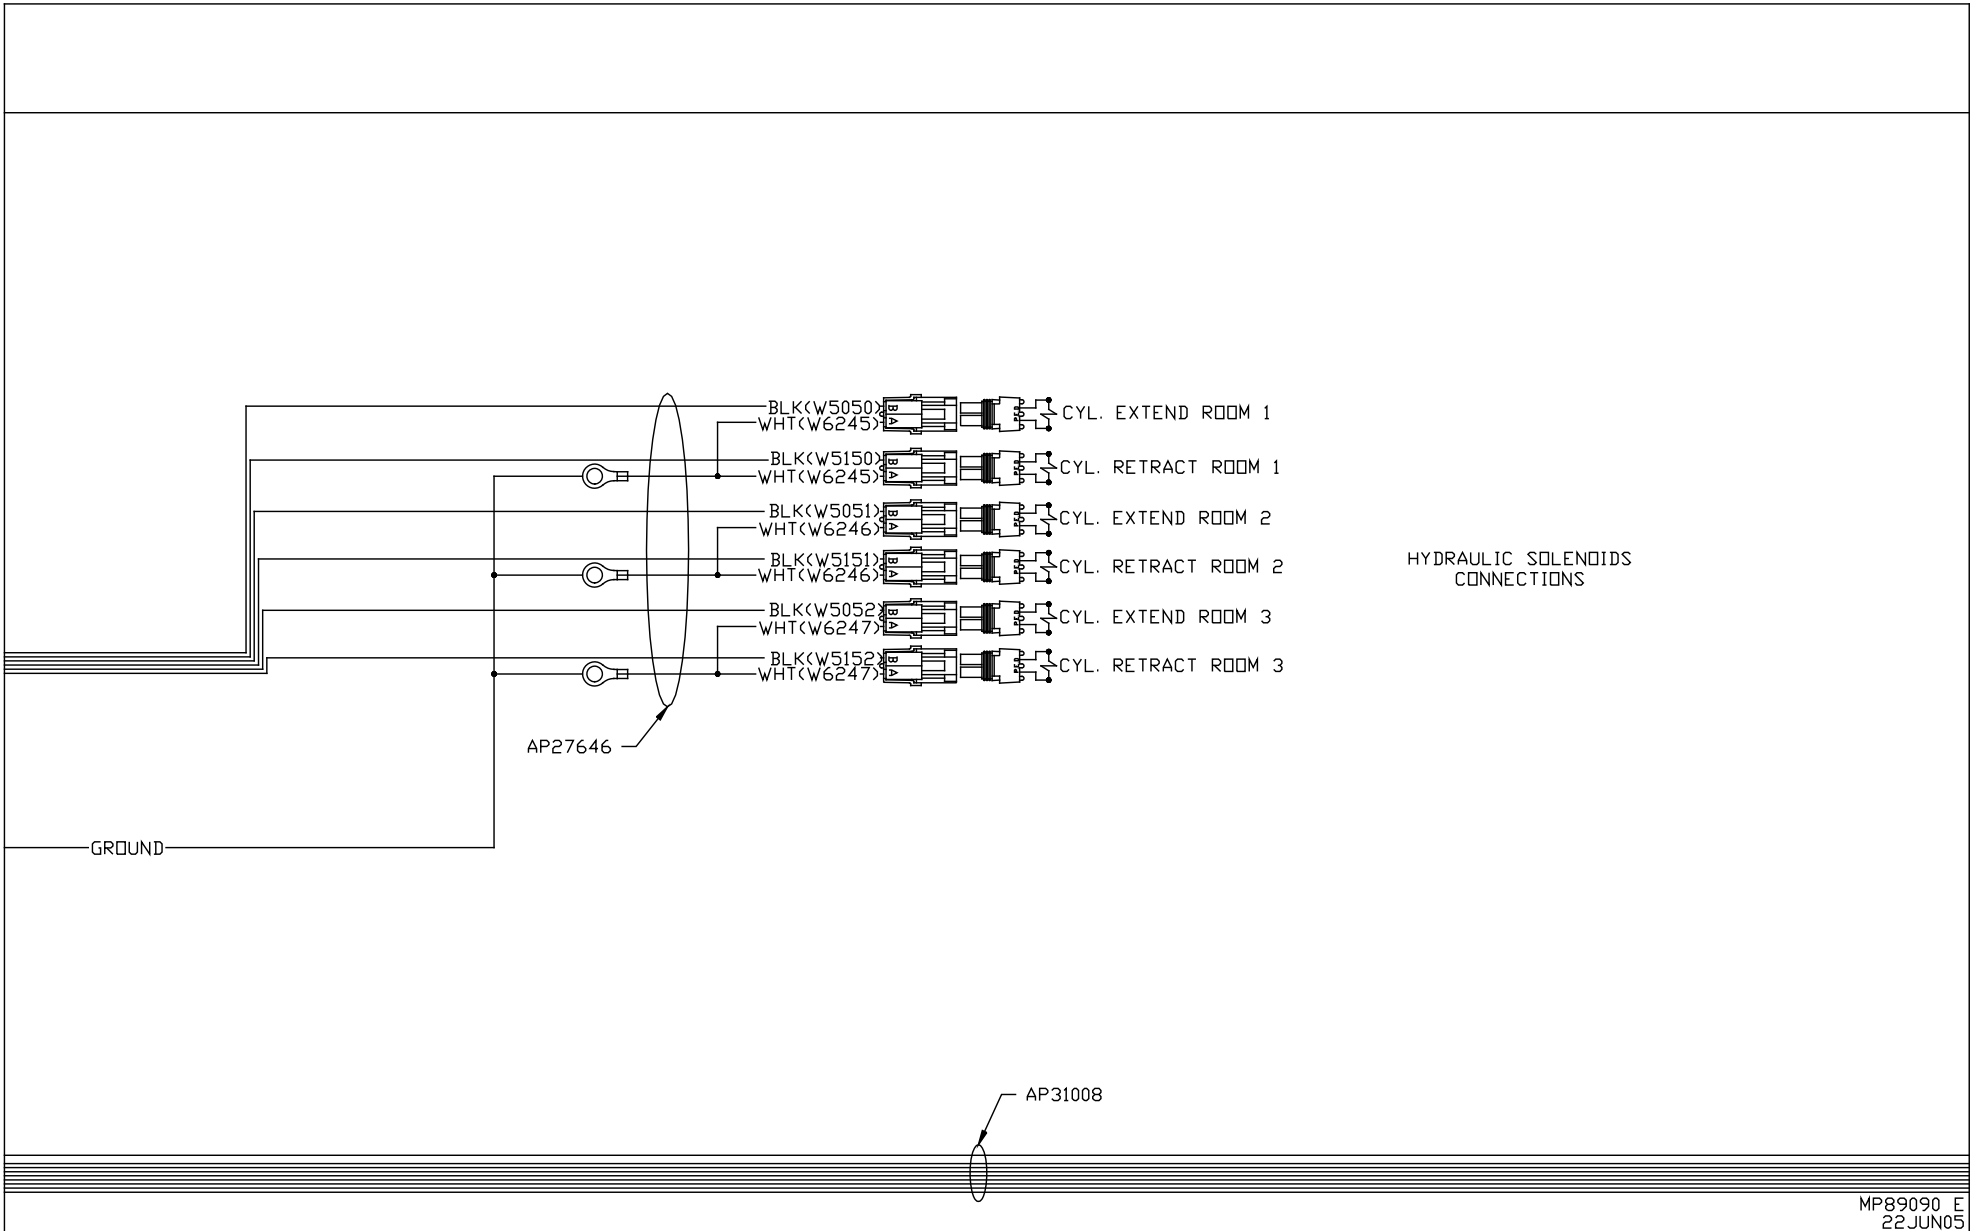 BLK(W5050)
WHT(W6245)
B
A
CYL. EXTEND ROOM 1
BLK(W5150)
WHT(W6245)
B
A
CYL. RETRACT ROOM 1
BLK(W5051)
WHT(W6246)
B
A
CYL. EXTEND ROOM 2
BLK(W5151)
WHT(W6246)
B
A
CYL. RETRACT ROOM 2
HYDRAULIC SOLENOIDS
CONNECTIONS
BLK(W5052)
WHT(W6247)
B
A
CYL. EXTEND ROOM 3
BLK(W5152)
WHT(W6247)
B
A
CYL. RETRACT ROOM 3
AP27646
GROUND
AP31008
MP89090 E
22JUN05